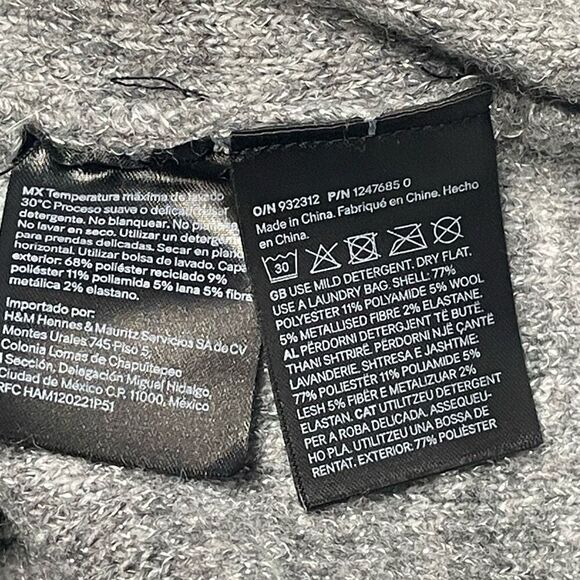 MX Temperatura máxima de lavado
30°C Proceso suave o delicado. Usar
detergente. No blanquear. No planchar.
No lavar en seco. Utilizar un detergente
para prendas delicadas. Secar en plano
horizontal. Utilizar bolsa de lavado. Capa
exterior: 68% poliéster reciclado 9%
poliéster 11% poliamida 5% lana 5% fibra
metálica 2% elastano.
Importado por:
H&M Hennes & Mauritz Servicios SA de CV
Montes Urales 745 Piso 5,
Colonia Lomas de Chapultepec
I Sección, Delegación Miguel Hidalgo,
Ciudad de México C.P. 11000, México
RFC HAM120221P51
O/N 932312 P/N 1247685 0
Made in China. Fabriqué en Chine. Hecho
en China.
30
GB USE MILD DETERGENT. DRY FLAT.
USE A LAUNDRY BAG. SHELL: 77%
POLYESTER 11% POLYAMIDE 5% WOOL
5% METALLISED FIBRE 2% ELASTANE.
AL PËRDORNI DETERGJENT TË BUTË.
THANI SHTRIRË. PËRDORNI NJË ÇANTË
LAVANDERIE. SHTRESA E JASHTME:
77% POLIESTËR 11% POLIAMID 5%
LESH 5% FIBËR E METALIZUAR 2%
ELASTAN. CAT UTILITZEU DETERGENT
PER A ROBA DELICADA. ASSEQUEU-
HO PLA. UTILITZEU UNA BOSSA DE
RENTAT. EXTERIOR: 77% POLIÈSTER